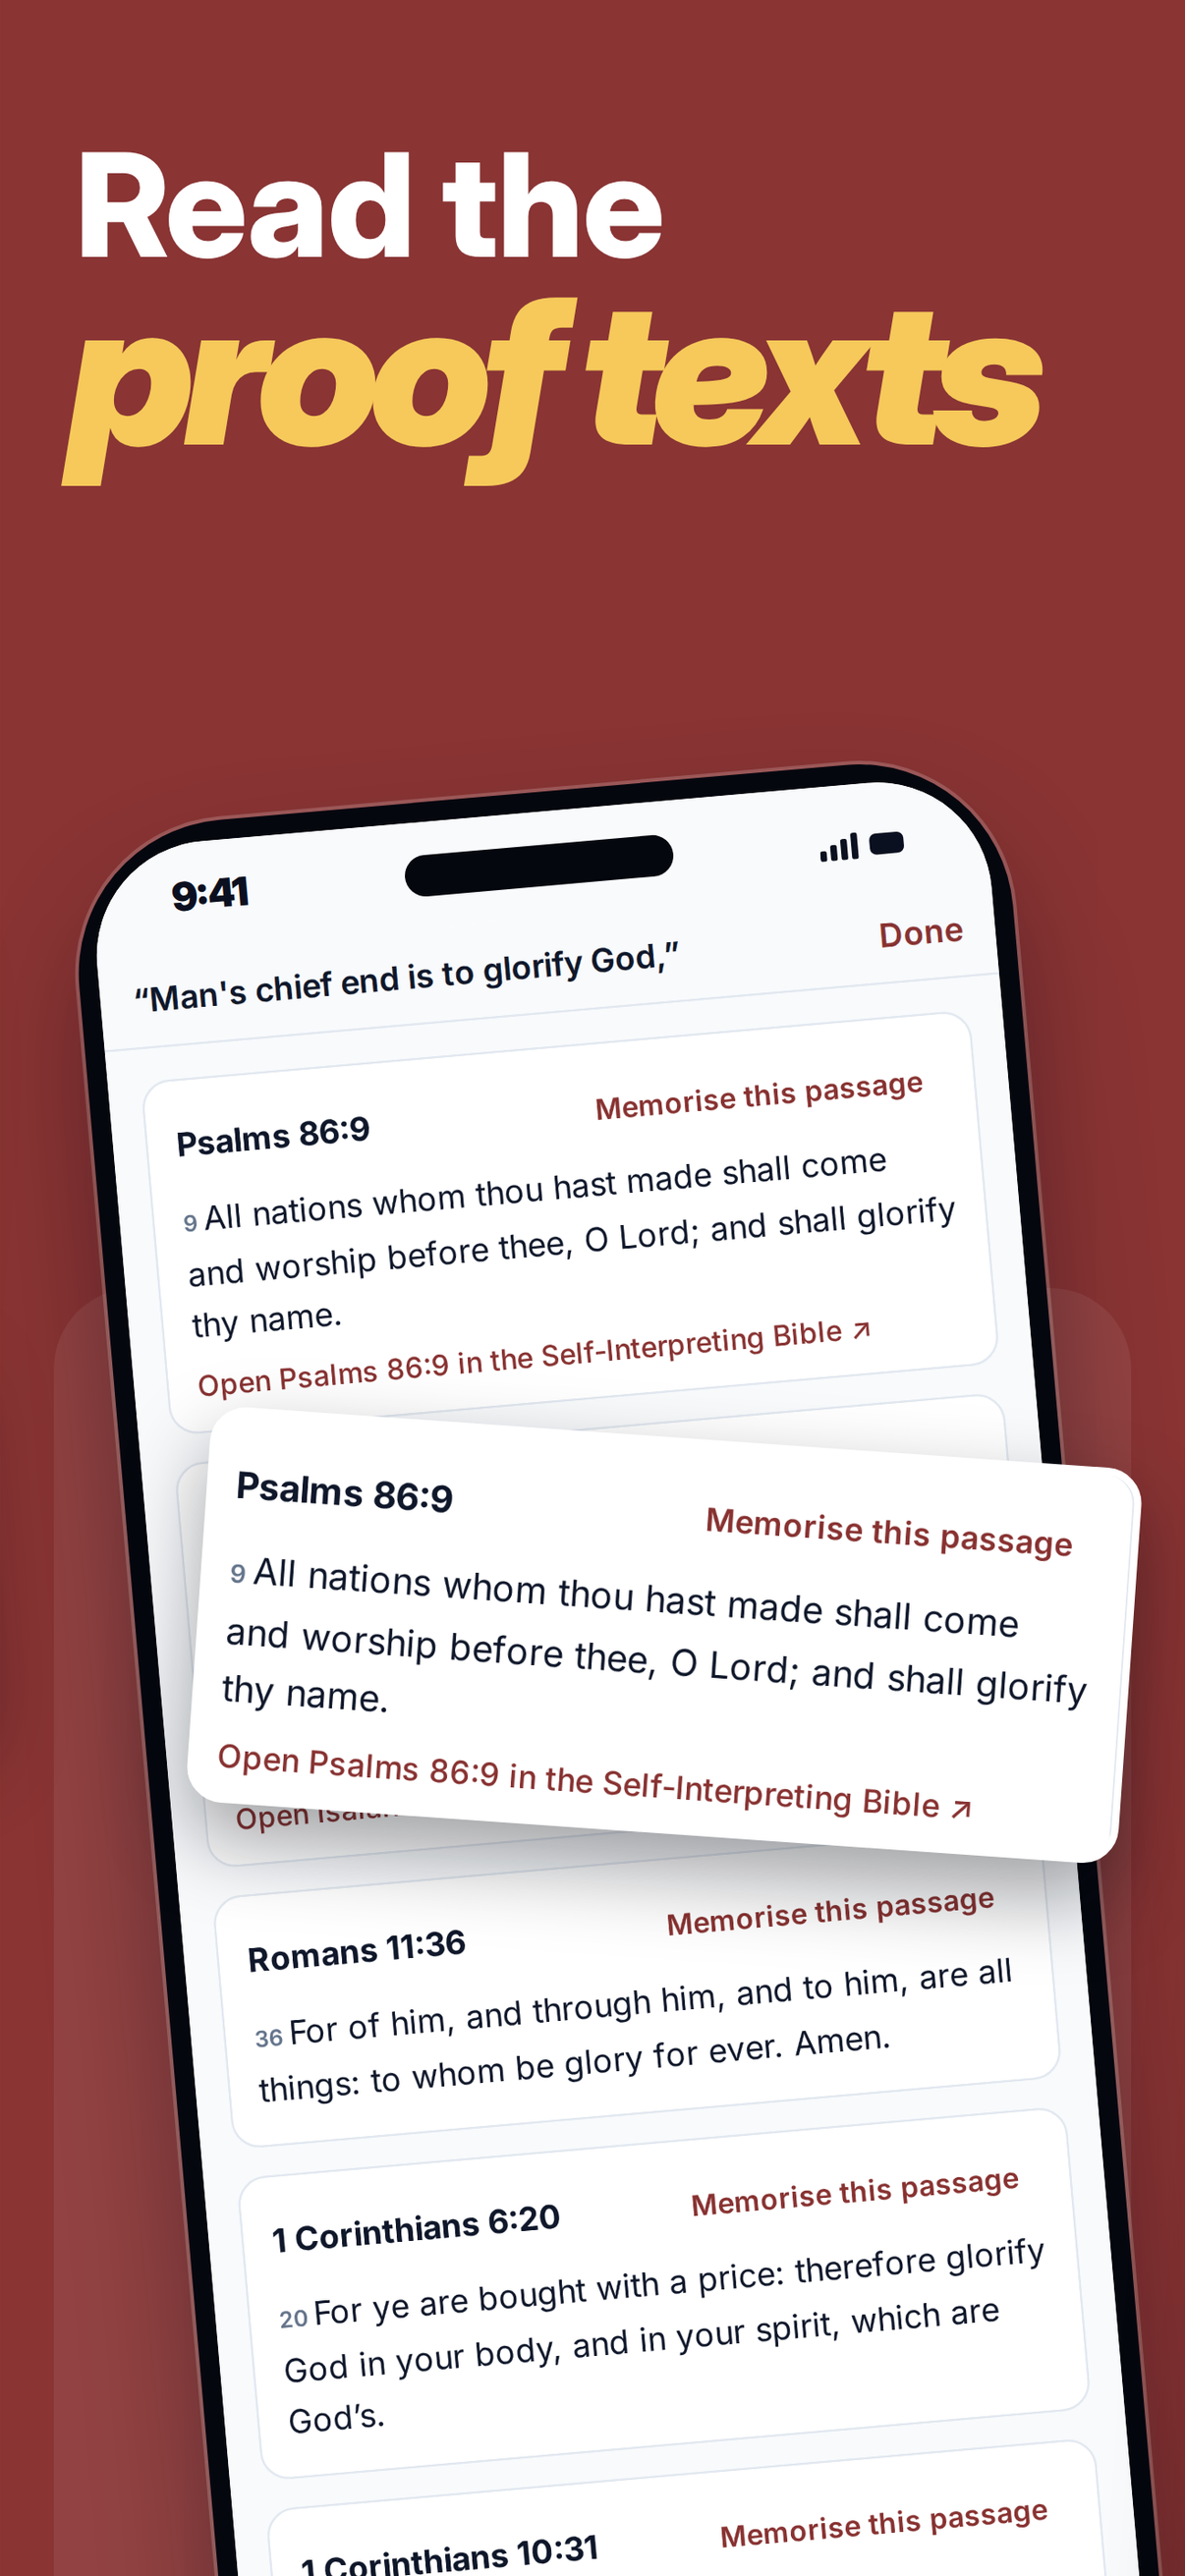 Read the
proof texts
9:41
“Man's chief end is to glorify God,”
Done
Psalms 86:9
Memorise this passage
9 All nations whom thou hast made shall come
and worship before thee, O Lord; and shall glorify
thy name.
Open Psalms 86:9 in the Self-Interpreting Bible ↗
Psalms 86:9
Memorise this passage
9 All nations whom thou hast made shall come
and worship before thee, O Lord; and shall glorify
thy name.
Open Psalms 86:9 in the Self-Interpreting Bible ↗
Open
Romans 11:36
Memorise this passage
36 For of him, and through him, and to him, are all
things: to whom be glory for ever. Amen.
1 Corinthians 6:20
Memorise this passage
20 For ye are bought with a price: therefore glorify
God in your body, and in your spirit, which are
God’s.
1 Corinthians 10:31
Memorise this passage